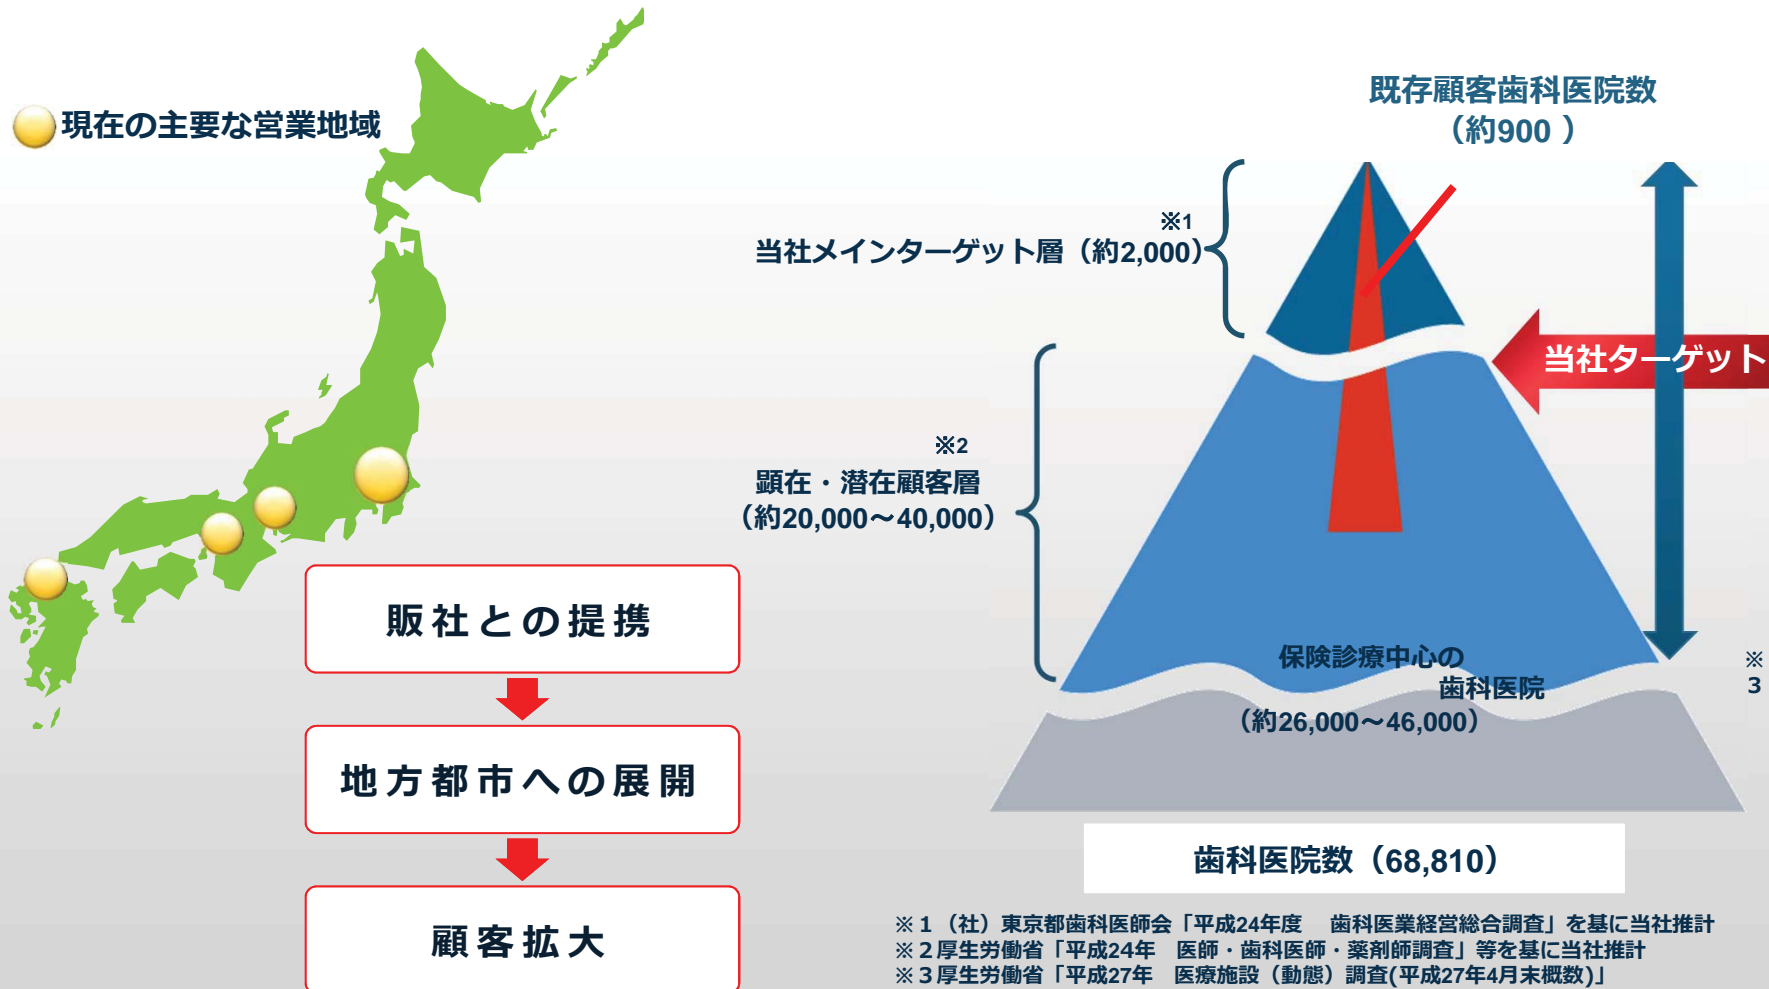 現在の主要な営業地域
販社との提携
地方都市への展開
顧客拡大
既存顧客歯科医院数
（約900 ）
※1
当社メインターゲット層（約2,000）
当社ターゲット
※2
顕在・潜在顧客層
（約20,000～40,000）
保険診療中心の
歯科医院
（約26,000～46,000）
※
3
歯科医院数（68,810）
※１（社）東京都歯科医師会「平成24年度　歯科医業経営総合調査」を基に当社推計
※２厚生労働省「平成24年　医師・歯科医師・薬剤師調査」等を基に当社推計
※３厚生労働省「平成27年　医療施設（動態）調査(平成27年4月末概数)」